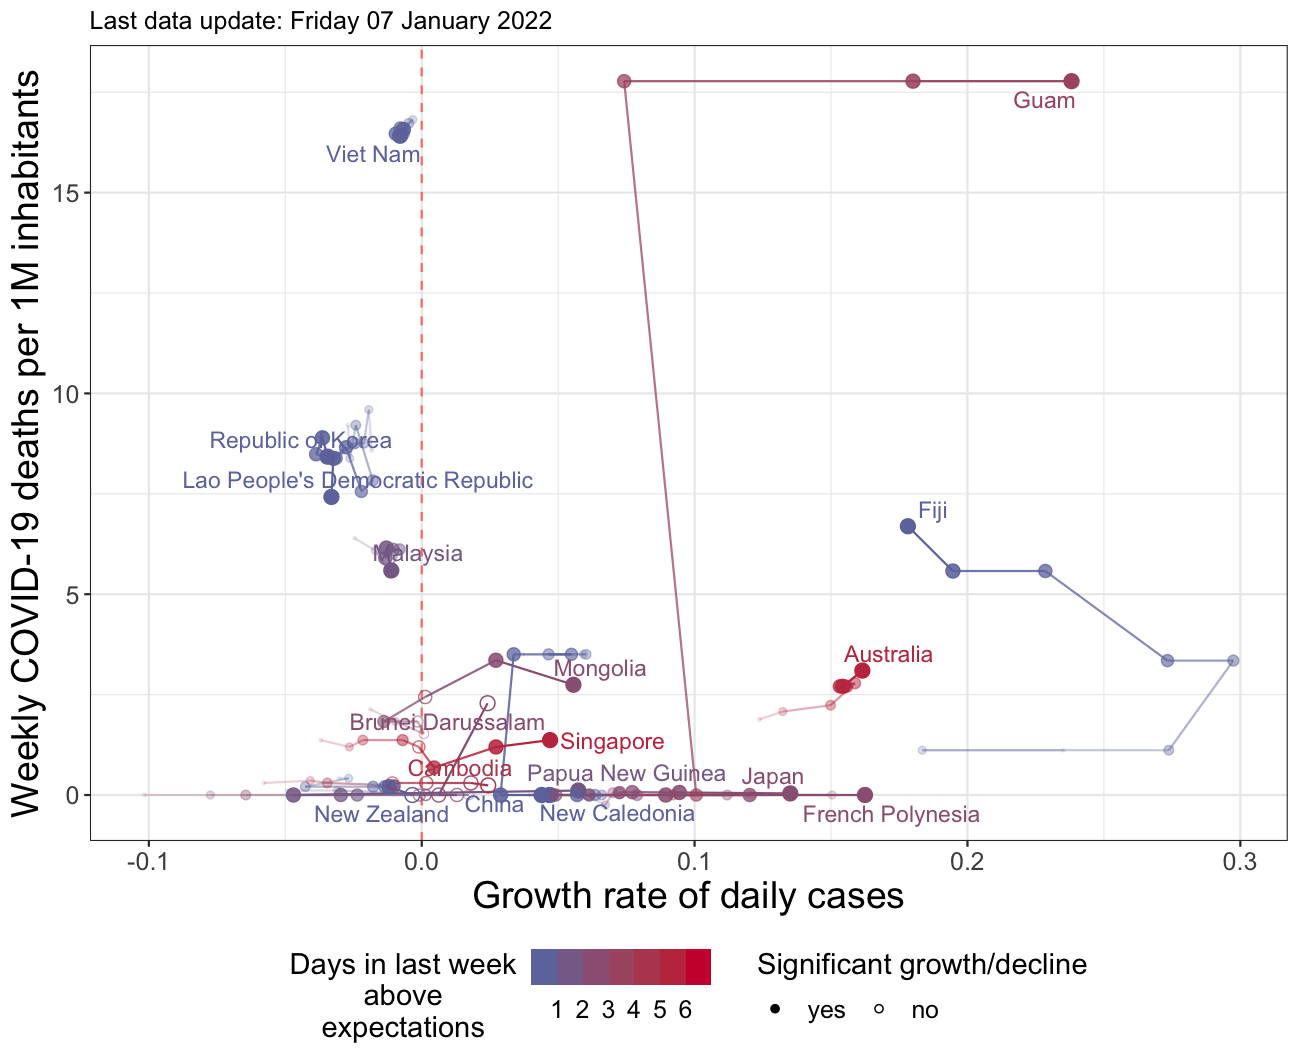 Last data update: Friday 07 January 2022
Weekly COVID-19 deaths per 1M inhabitants
15
10
5
0
Guam
Viet Nam
Republic of Korea
Lao People's Democratic Republic
Fiji
Malaysia
Australia
Mongolia
Brunei Darussalam
Singapore
Cambodia
Papua New Guinea
Japan
China
New Zealand
New Caledonia
French Polynesia
-0.1
0.0
0.1
0.2
0.3
Growth rate of daily cases
Days in last week
above
expectations
1 2 3 4 5 6
Significant growth/decline
yes no